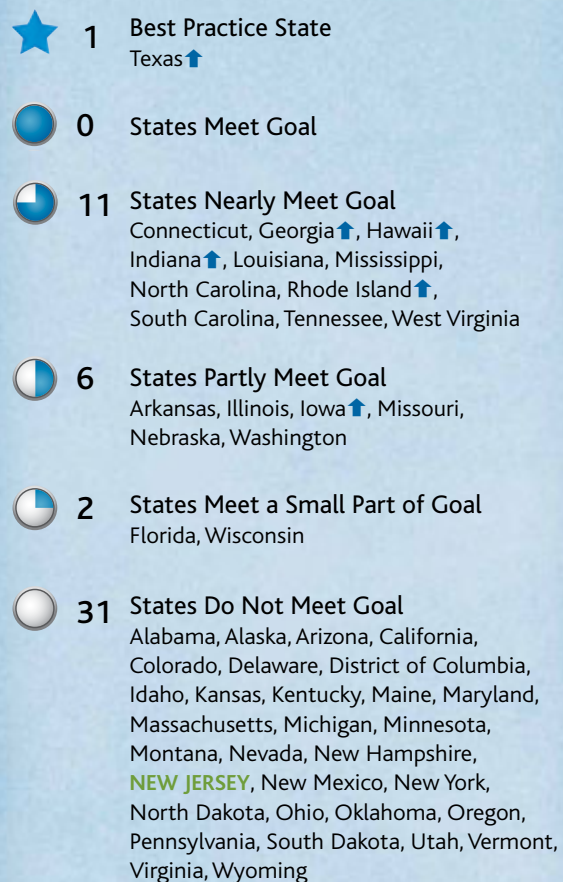 1 Best Practice State
Texas⬆
0 States Meet Goal
11 States Nearly Meet Goal
Connecticut, Georgia⬆, Hawaii⬆,
Indiana⬆, Louisiana, Mississippi,
North Carolina, Rhode Island⬆,
South Carolina, Tennessee, West Virginia
6 States Partly Meet Goal
Arkansas, Illinois, Iowa⬆, Missouri,
Nebraska, Washington
2 States Meet a Small Part of Goal
Florida, Wisconsin
31 States Do Not Meet Goal
Alabama, Alaska, Arizona, California,
Colorado, Delaware, District of Columbia,
Idaho, Kansas, Kentucky, Maine, Maryland,
Massachusetts, Michigan, Minnesota,
Montana, Nevada, New Hampshire,
NEW JERSEY, New Mexico, New York,
North Dakota, Ohio, Oklahoma, Oregon,
Pennsylvania, South Dakota, Utah, Vermont,
Virginia, Wyoming